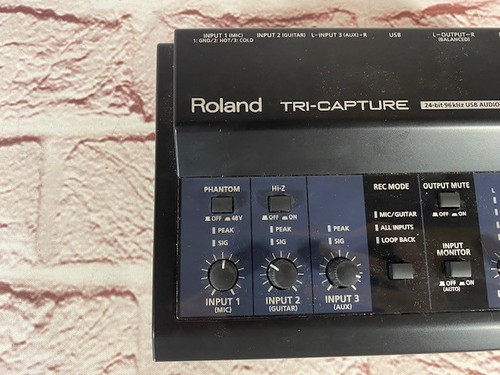 INPUT 1 (MIC) INPUT 2 (GUITAR) L- INPUT 3 (AUX) -R USB L-OUTPUT-R
1: GND/2: HOT/3: COLD (BALANCED)
Roland TRI-CAPTURE 24-bit 96kHz USB AUDIO
PHANTOM Hi-Z REC MODE OUTPUT MUTE L
OFF 48V OFF ON MIC/GUITAR OFF ON
PEAK PEAK PEAK ALL INPUTS
SIG SIG SIG LOOP BACK INPUT
MONITOR
OFF ON
(AUTO)
INPUT 1 INPUT 2 INPUT 3
(MIC) (GUITAR) (AUX)